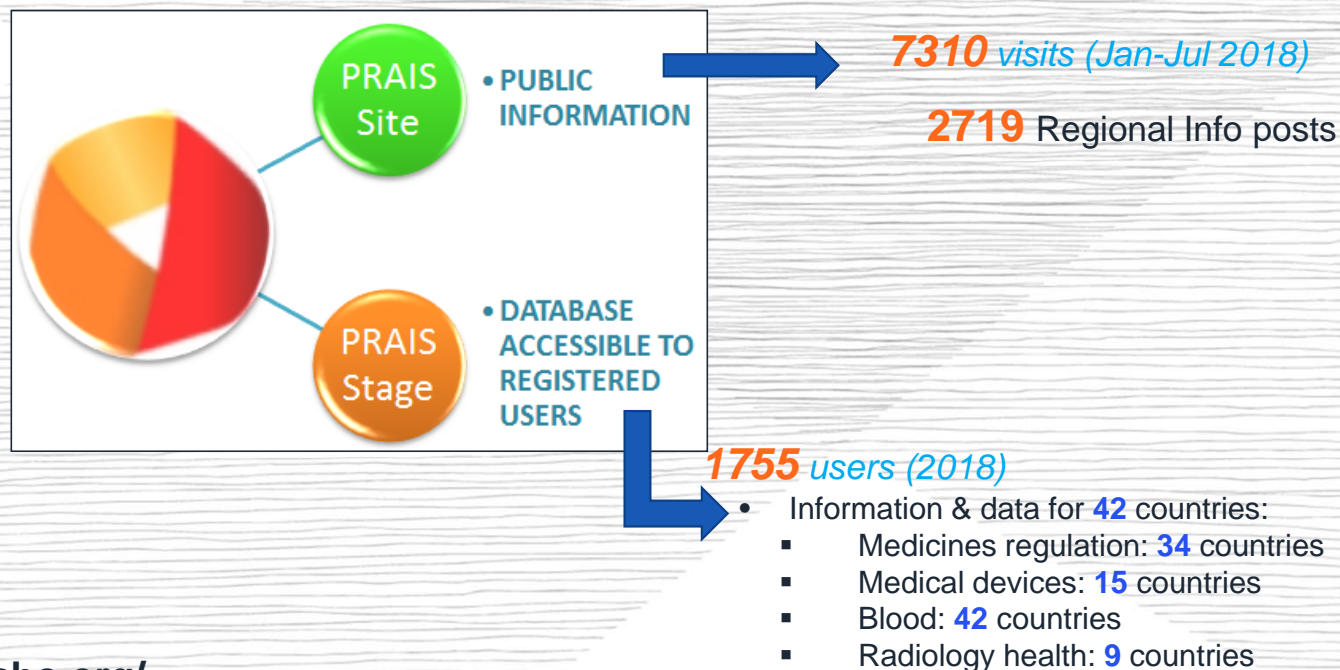 PRAIS
Site
• PUBLIC
INFORMATION
7310 visits (Jan-Jul 2018)
2719 Regional Info posts
PRAIS
Stage
• DATABASE
ACCESSIBLE TO
REGISTERED
USERS
1755 users (2018)
• Information & data for 42 countries:
▪ Medicines regulation: 34 countries
▪ Medical devices: 15 countries
▪ Blood: 42 countries
▪ Radiology health: 9 countries